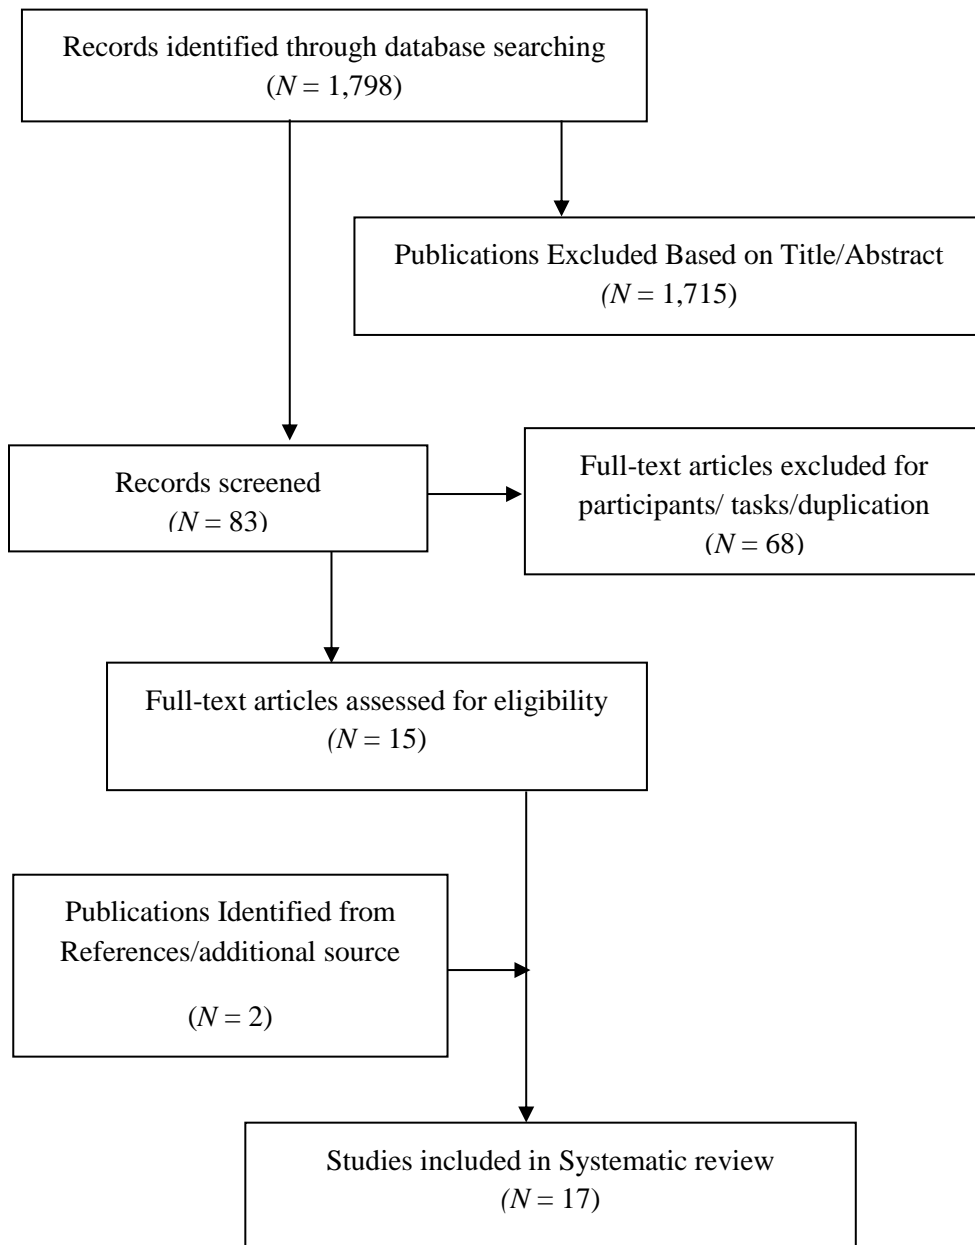 Records identified through database searching
(N = 1,798)
Publications Excluded Based on Title/Abstract
(N = 1,715)
Records screened
(N = 83)
Full-text articles excluded for
participants/ tasks/duplication
(N = 68)
Full-text articles assessed for eligibility
(N = 15)
Publications Identified from
References/additional source
(N = 2)
Studies included in Systematic review
(N = 17)